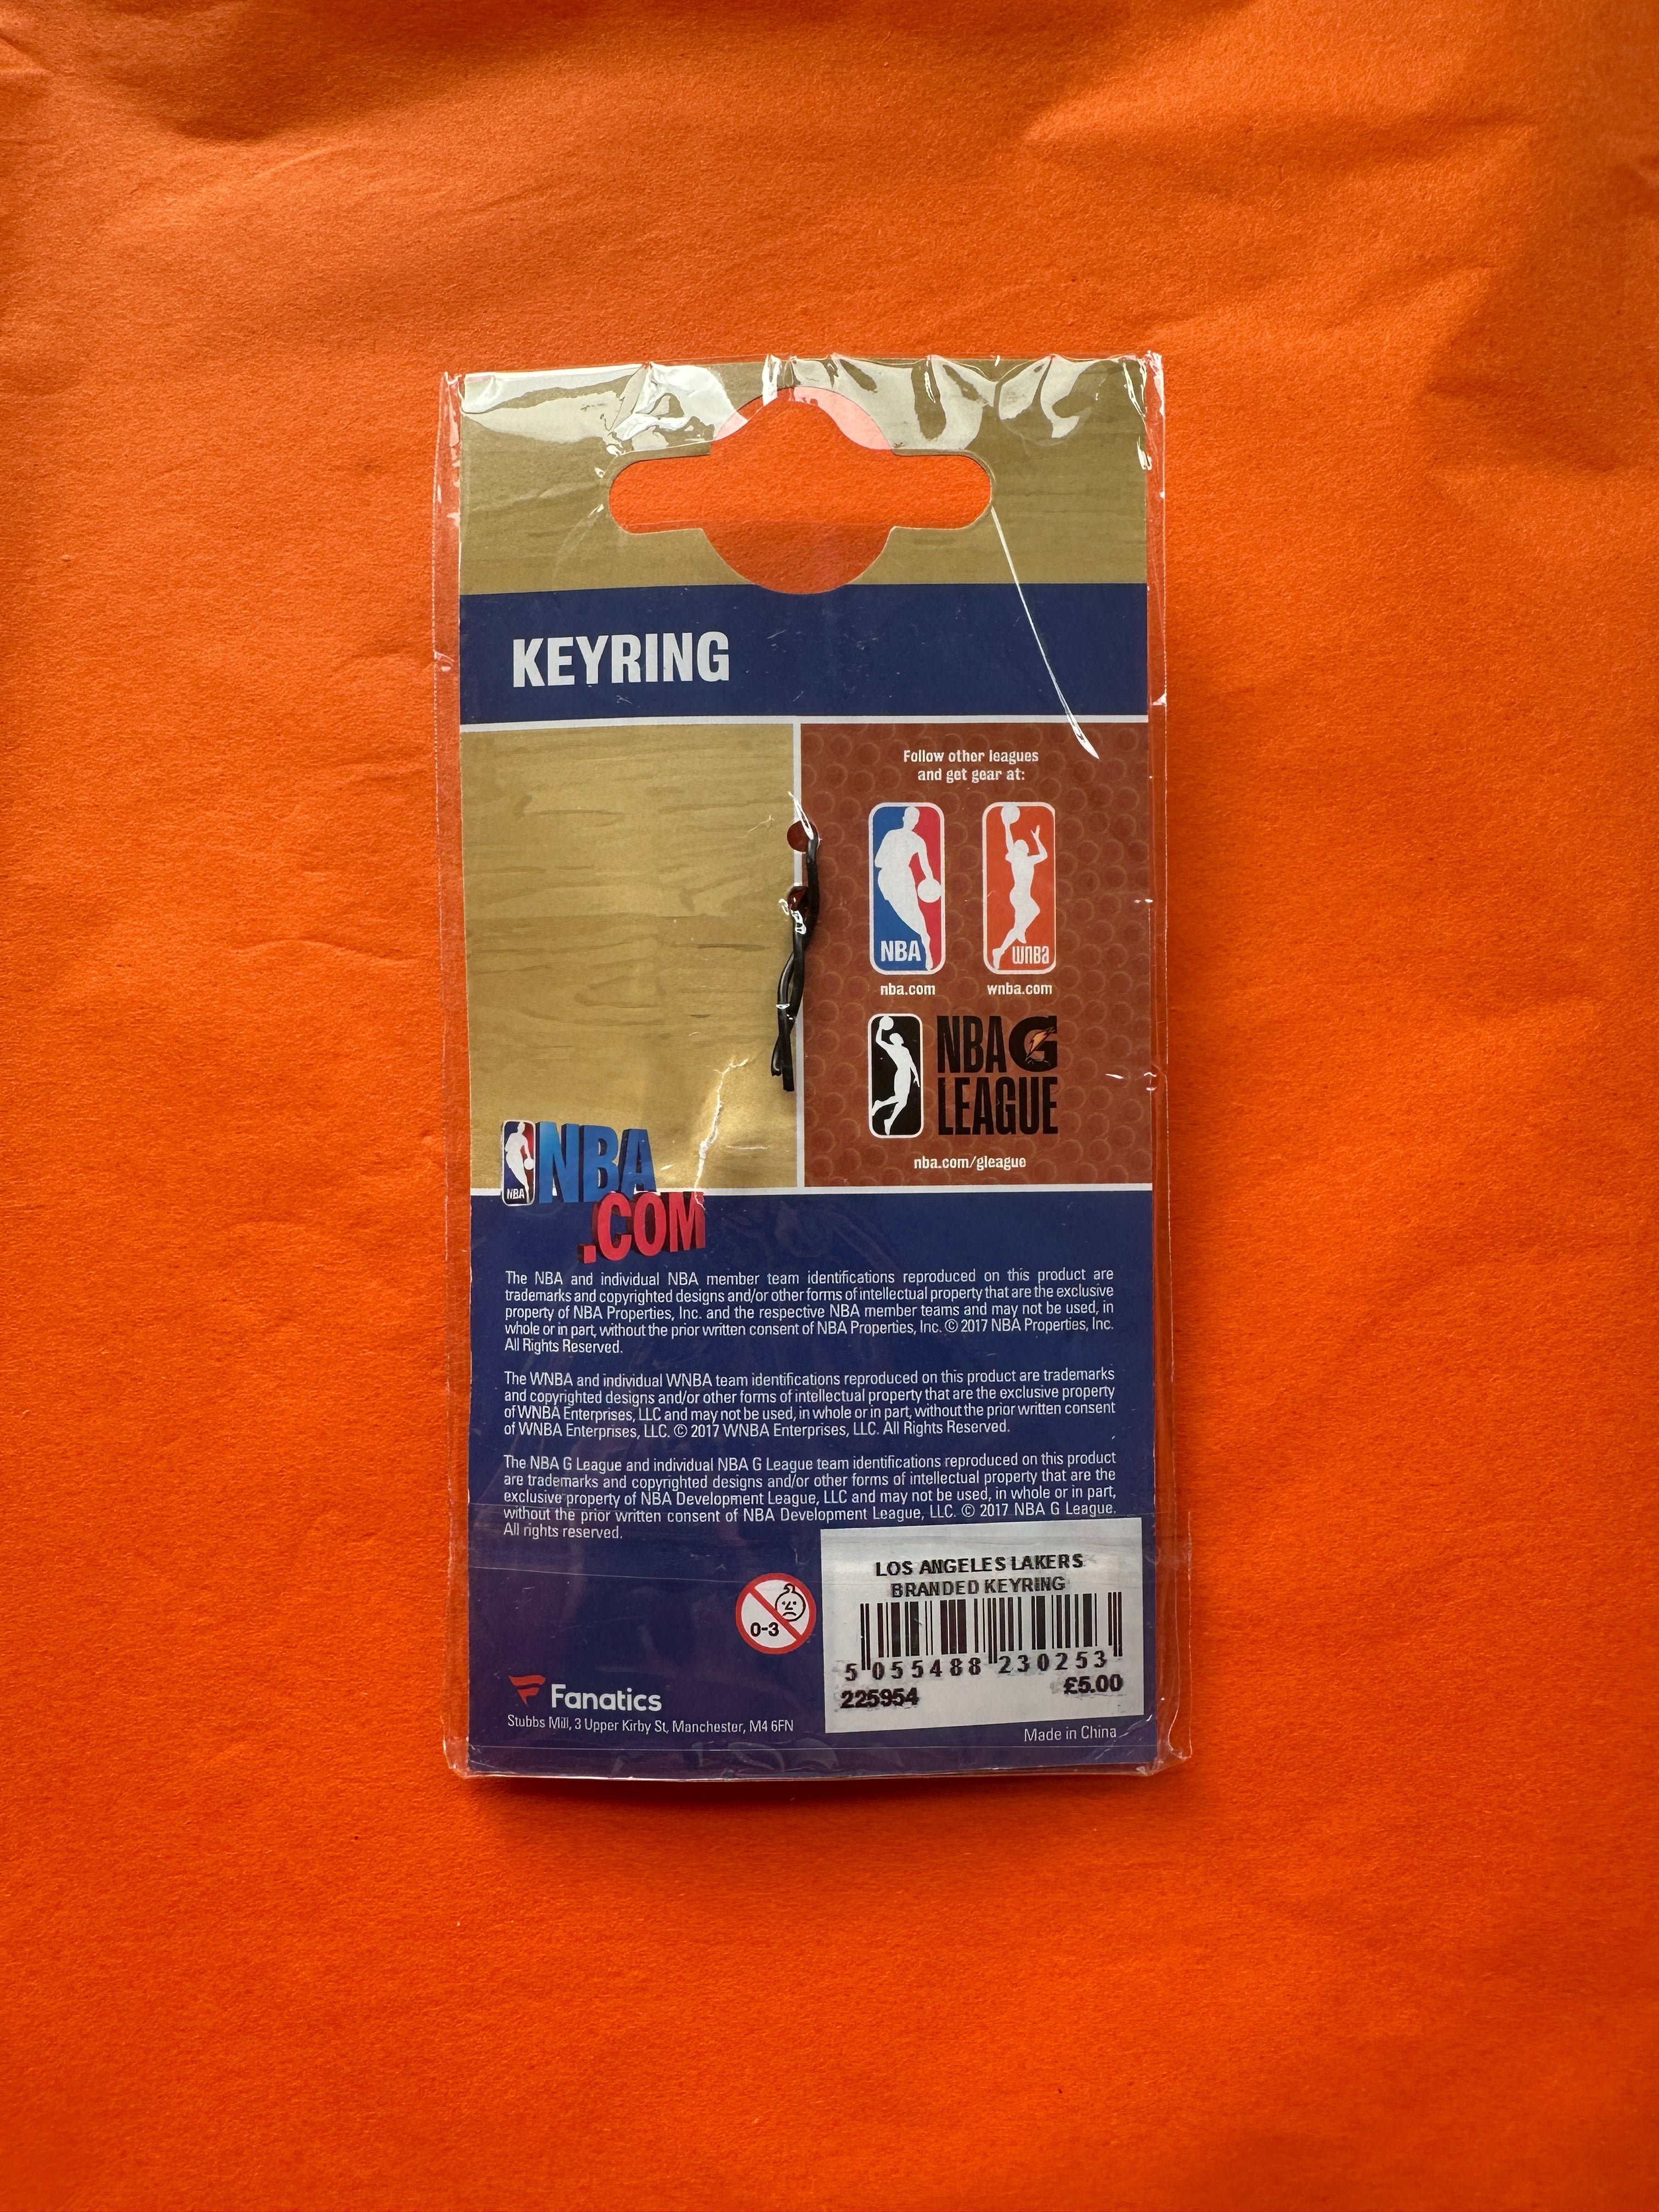 KEYRING
Follow other leagues
and get gear at:
NBA
WNBA
nba.com
wnba.com
NBA G
LEAGUE
nba.com/gleague
NBA
NBA
.COM
The NBA and individual NBA member team identifications reproduced on this product are
trademarks and copyrighted designs and/or other forms of intellectual property that are the exclusive
property of NBA Properties, Inc. and the respective NBA member teams and may not be used, in
whole or in part, without the prior written consent of NBA Properties, Inc. © 2017 NBA Properties, Inc.
All Rights Reserved.
The WNBA and individual WNBA team identifications reproduced on this product are trademarks
and copyrighted designs and/or other forms of intellectual property that are the exclusive property
of WNBA Enterprises, LLC and may not be used, in whole or in part, without the prior written consent
of WNBA Enterprises, LLC. © 2017 WNBA Enterprises, LLC. All Rights Reserved.
The NBA G League and individual NBA G League team identifications reproduced on this product
are trademarks and copyrighted designs and/or other forms of intellectual property that are the
exclusive property of NBA Development League, LLC and may not be used, in whole or in part,
without the prior written consent of NBA Development League, LLC. © 2017 NBA G League.
All rights reserved.
0-3
LOS ANGELES LAKERS
BRANDED KEYRING
5 055488 230253
225954 £5.00
Fanatics
Stubbs Mill, 3 Upper Kirby St, Manchester, M4 6FN
Made in China